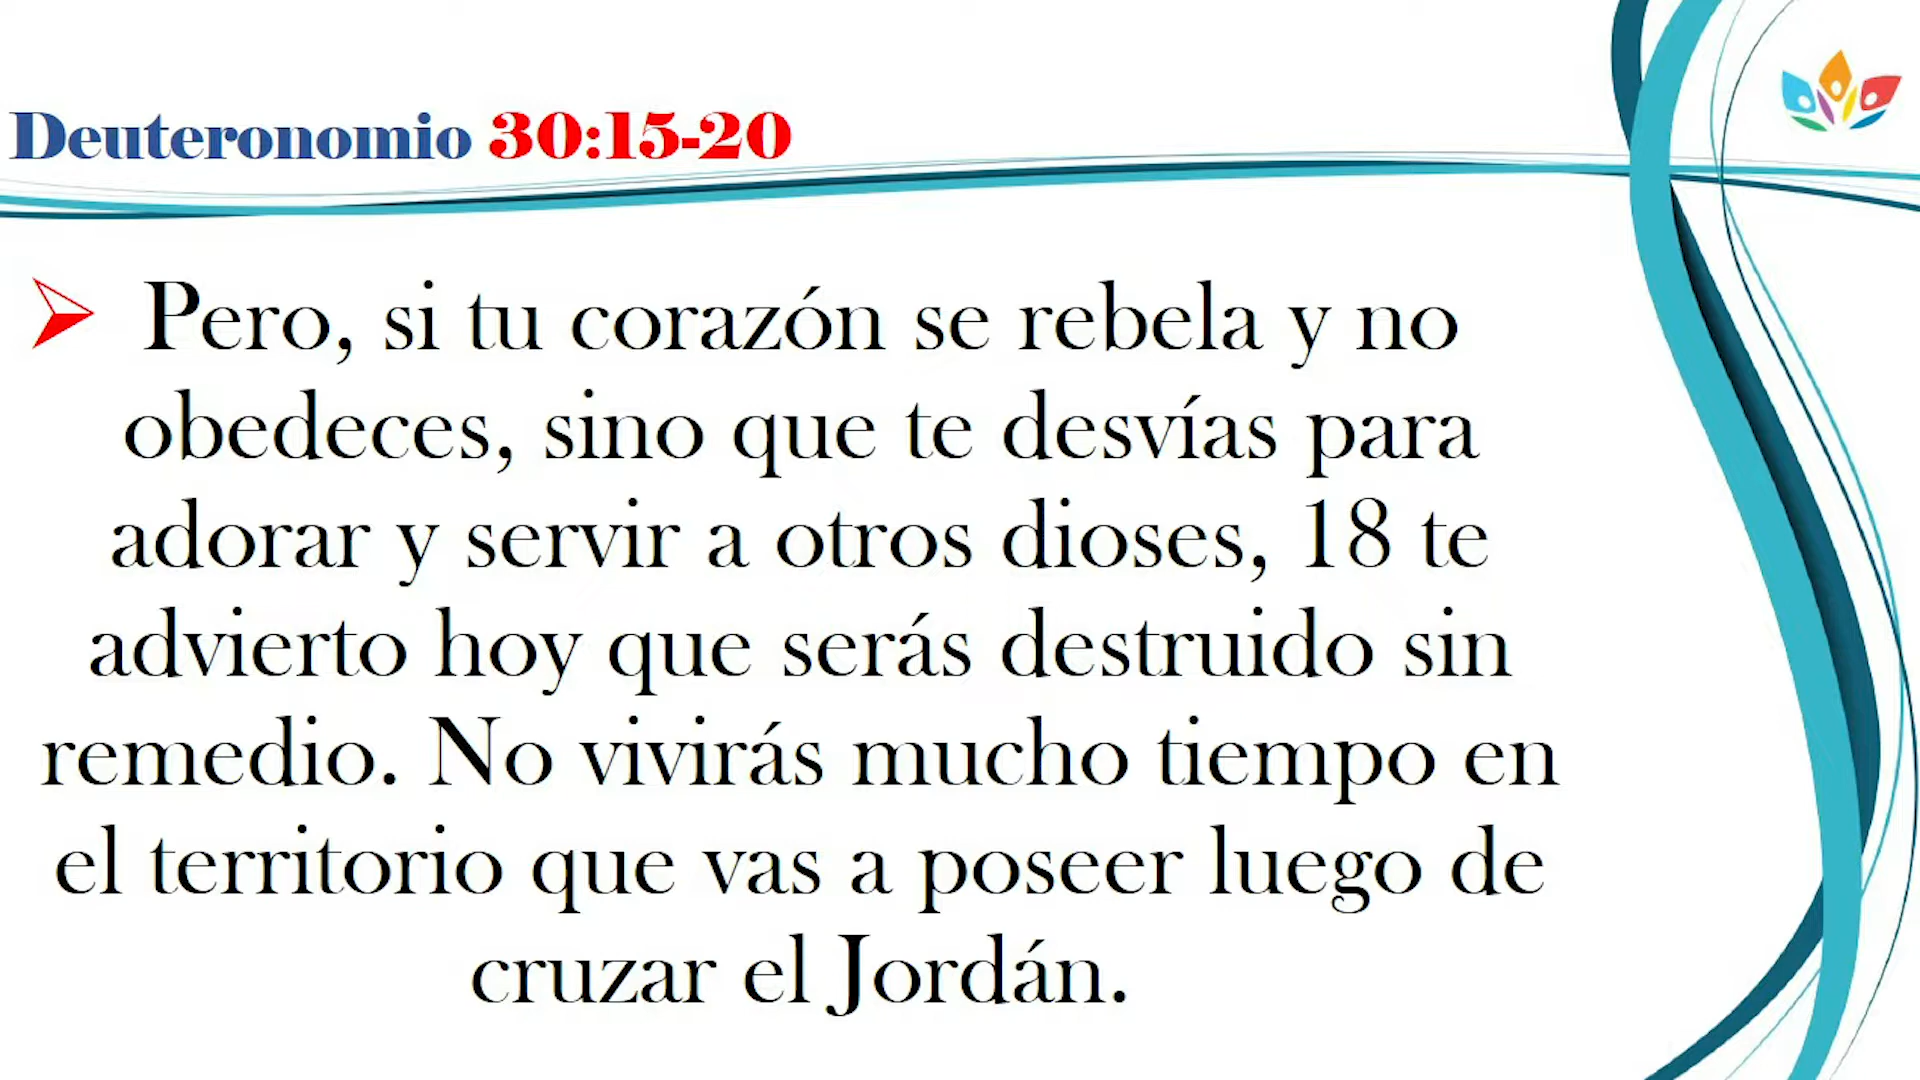 Deuteronomio 30:15-20
Pero, si tu corazón se rebela y no
obedeces, sino que te desvías para
adorar y servir a otros dioses, 18 te
advierto hoy que serás destruido sin
remedio. No vivirás mucho tiempo en
el territorio que vas a poseer luego de
cruzar el Jordán.